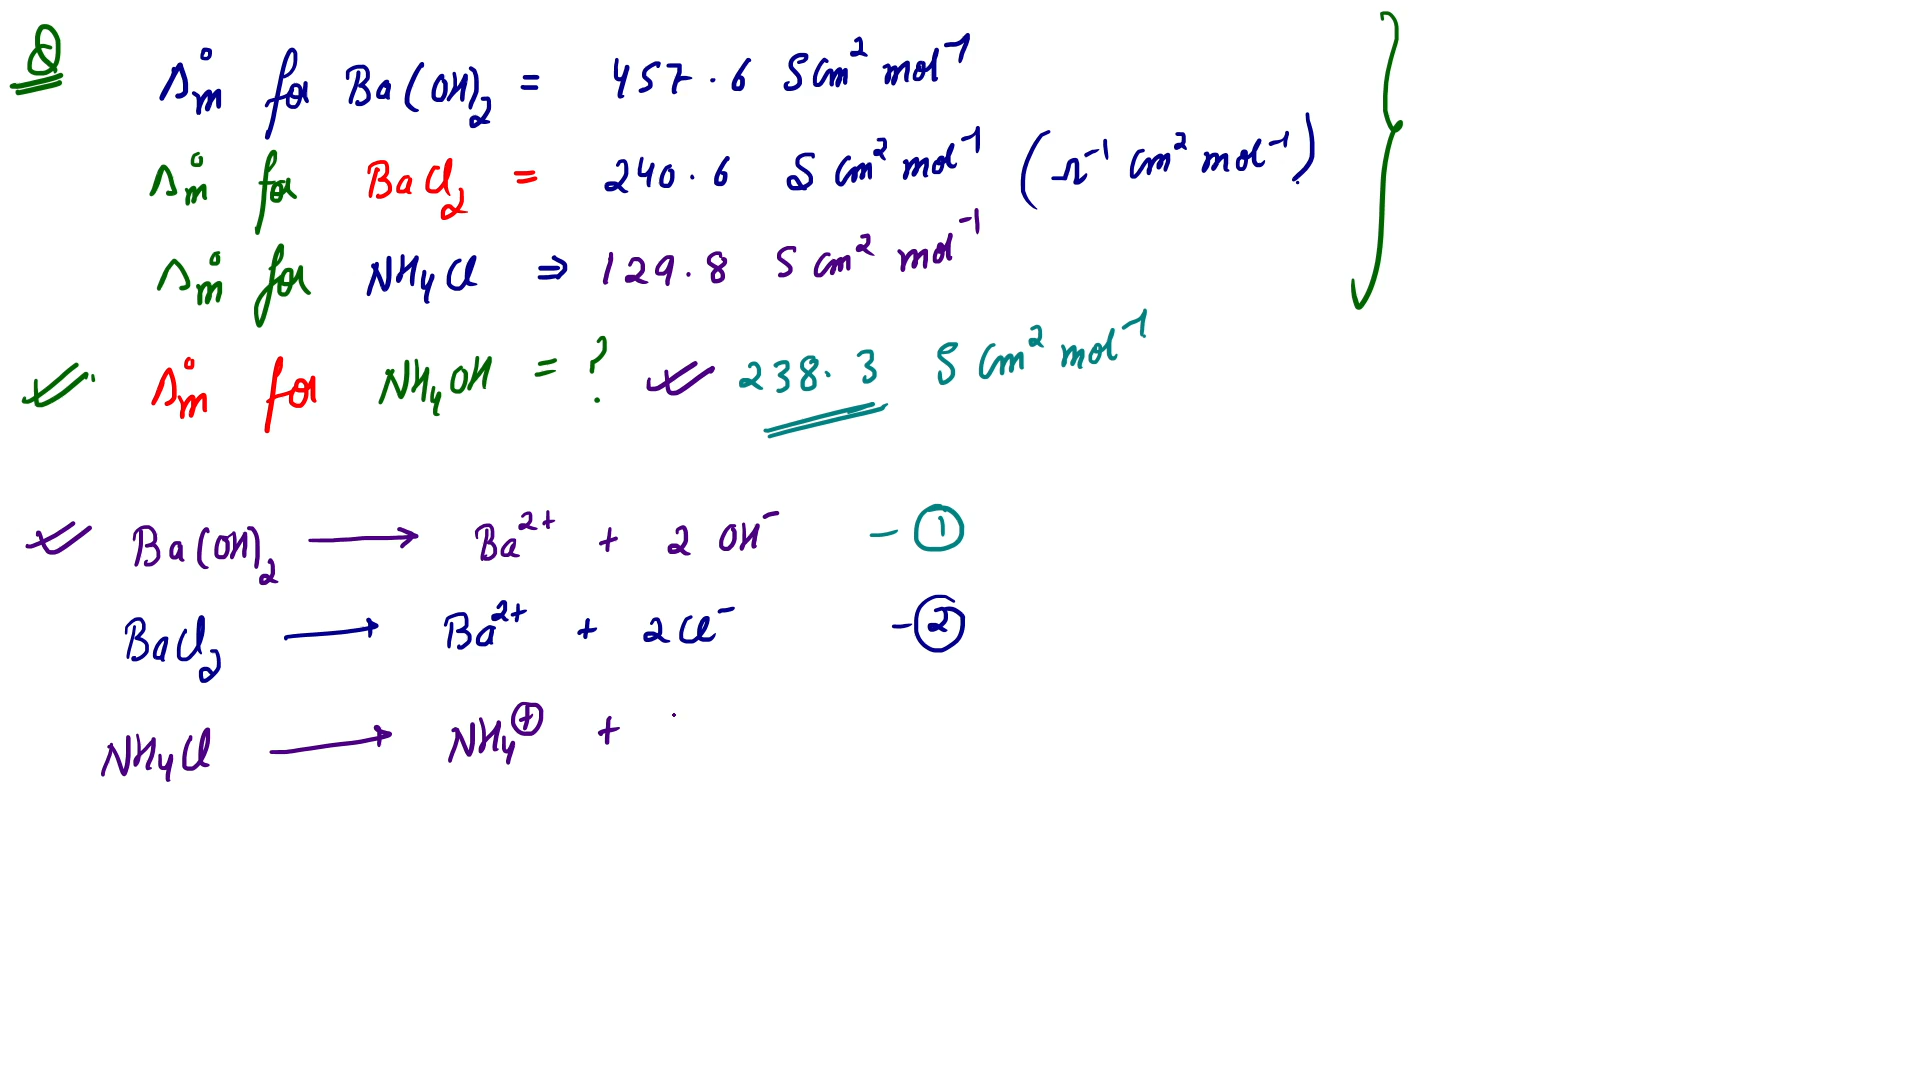 Q Λ°m for Ba(OH)₂ = 457.6 S cm² mol⁻¹
Λ°m for BaCl₂ = 240.6 S cm² mol⁻¹ (Ω⁻¹ cm² mol⁻¹)
Λ°m for NH₄Cl ⇒ 129.8 S cm² mol⁻¹
Λ°m for NH₄OH = ? 238.3 S cm² mol⁻¹
Ba(OH)₂ ⟶ Ba²⁺ + 2 OH⁻ - ①
BaCl₂ ⟶ Ba²⁺ + 2Cl⁻ - ②
NH₄Cl ⟶ NH₄⊕ +